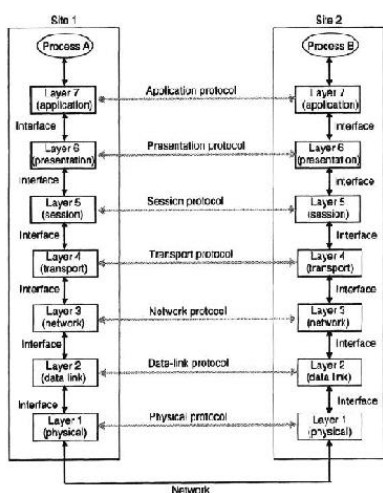 Site 1
Site 2
Process A
Process B
Layer 7
(application)
Application protocol
Layer 7
(application)
Interface
Interface
Layer 6
(presentation)
Presentation protocol
Layer 6
(presentation)
Interface
Interface
Layer 5
(session)
Session protocol
Layer 5
(session)
Interface
Interface
Layer 4
(transport)
Transport protocol
Layer 4
(transport)
Interface
Interface
Layer 3
(network)
Network protocol
Layer 3
(network)
Interface
Interface
Layer 2
(data link)
Data-link protocol
Layer 2
(data link)
Interface
Interface
Layer 1
(physical)
Physical protocol
Layer 1
(physical)
Network